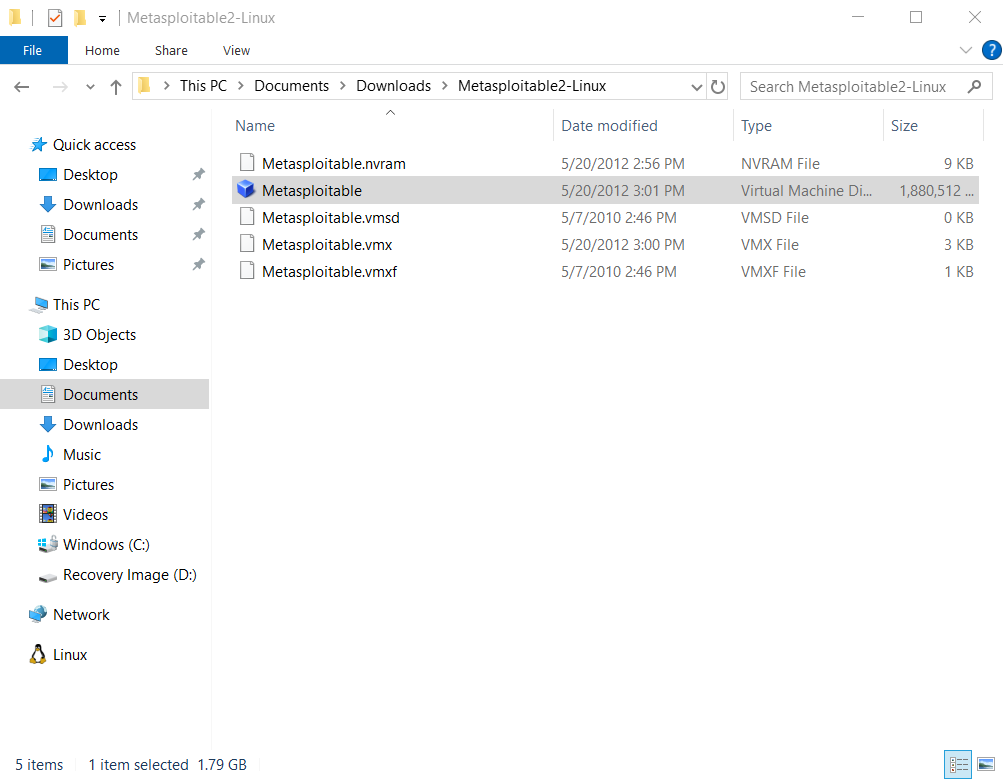 Metasploitable2-Linux
File Home Share View ?
This PC Documents Downloads Metasploitable2-Linux Search Metasploitable2-Linux
Name Date modified Type Size
Quick access
Desktop
Downloads
Documents
Pictures
This PC
3D Objects
Desktop
Documents
Downloads
Music
Pictures
Videos
Windows (C:)
Recovery Image (D:)
Network
Linux
Metasploitable.nvram 5/20/2012 2:56 PM NVRAM File 9 KB
Metasploitable 5/20/2012 3:01 PM Virtual Machine Di... 1,880,512 ...
Metasploitable.vmsd 5/7/2010 2:46 PM VMSD File 0 KB
Metasploitable.vmx 5/20/2012 3:00 PM VMX File 3 KB
Metasploitable.vmxf 5/7/2010 2:46 PM VMXF File 1 KB
5 items 1 item selected 1.79 GB